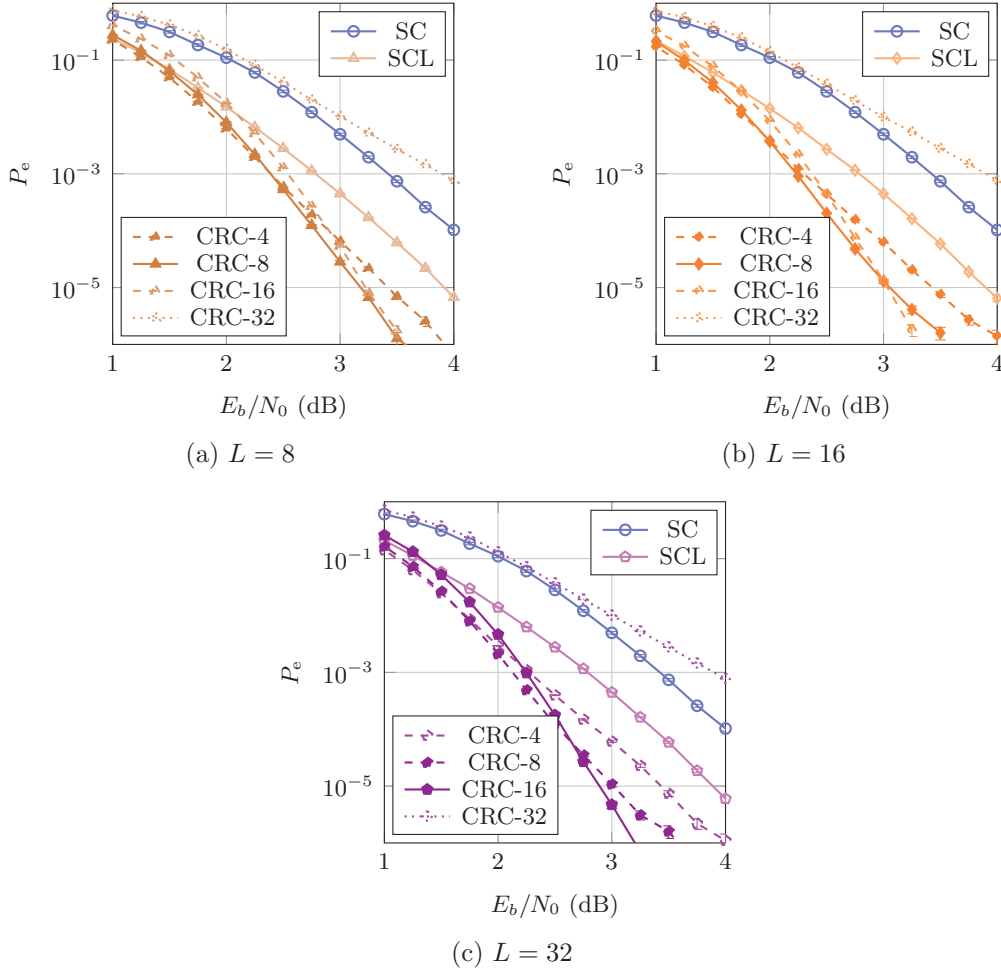 SC
SCL
10⁻¹
10⁻³
10⁻⁵
Pₑ
CRC-4
CRC-8
CRC-16
CRC-32
1 2 3 4
E_b/N_0 (dB)
(a) L = 8
SC
SCL
10⁻¹
10⁻³
10⁻⁵
Pₑ
CRC-4
CRC-8
CRC-16
CRC-32
1 2 3 4
E_b/N_0 (dB)
(b) L = 16
SC
SCL
10⁻¹
10⁻³
10⁻⁵
Pₑ
CRC-4
CRC-8
CRC-16
CRC-32
1 2 3 4
E_b/N_0 (dB)
(c) L = 32